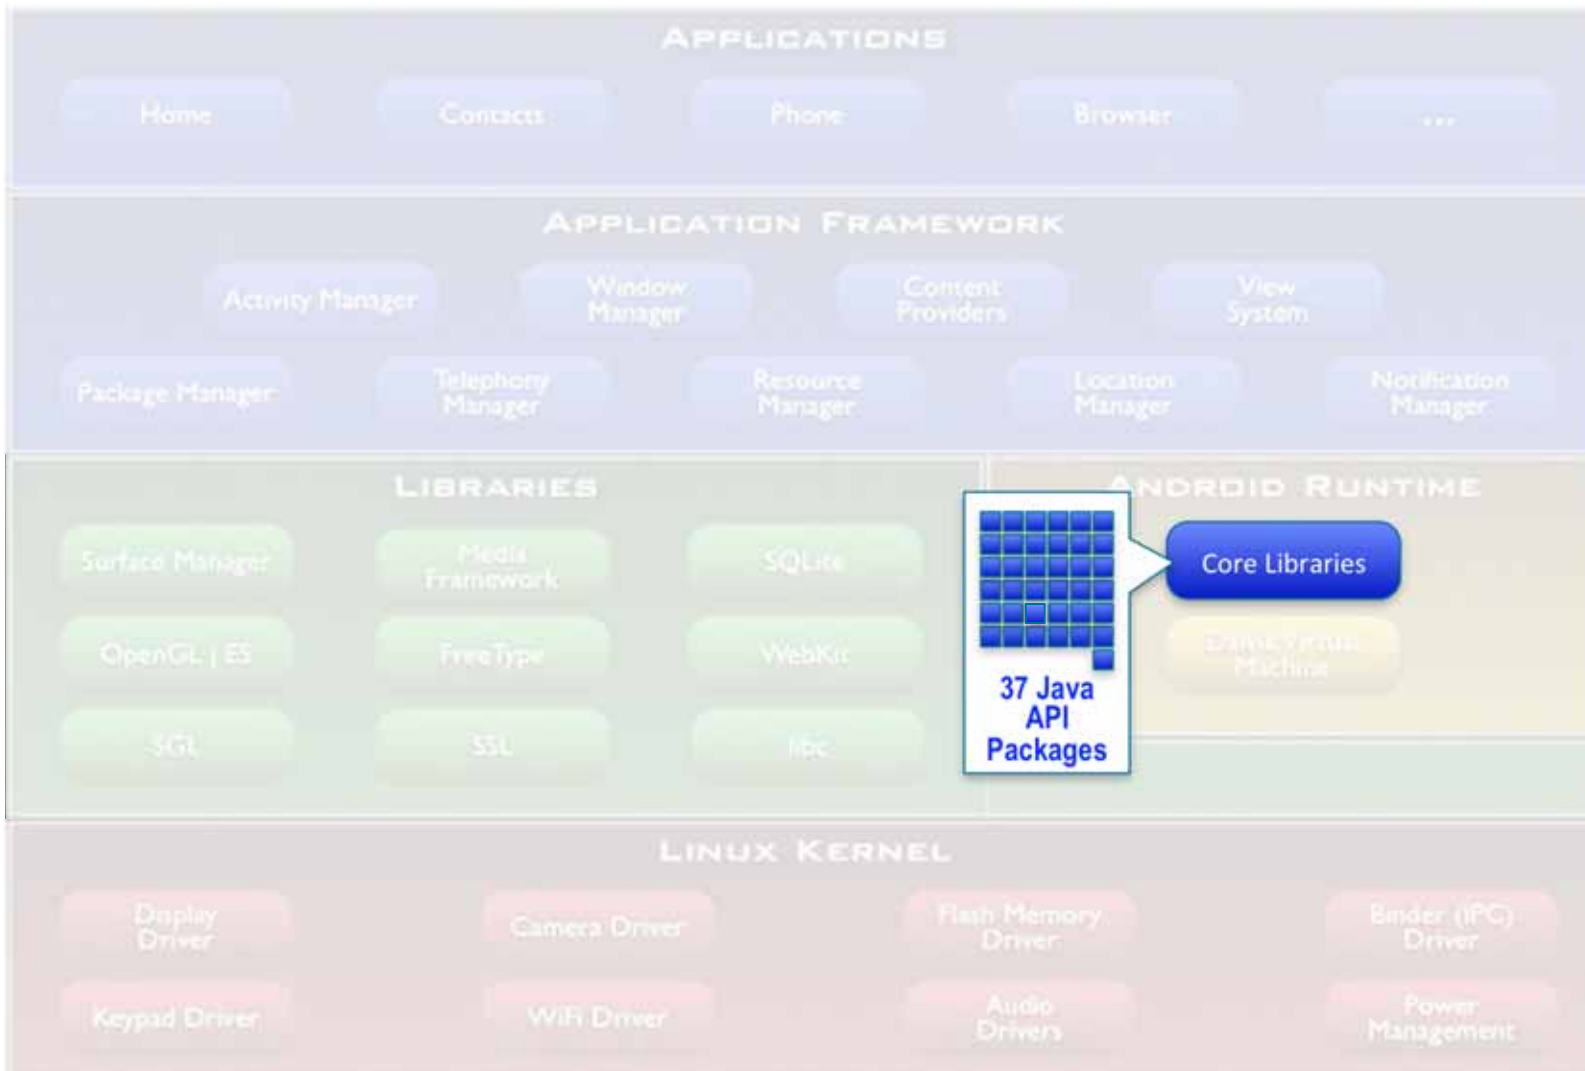 APPLICATIONS
Home
Contacts
Phone
Browser
...
APPLICATION FRAMEWORK
Activity Manager
Window
Manager
Content
Providers
View
System
Package Manager
Telephony
Manager
Resource
Manager
Location
Manager
Notification
Manager
LIBRARIES
Surface Manager
Media
Framework
SQLite
OpenGL | ES
FreeType
WebKit
SGL
SSL
libc
ANDROID RUNTIME
Core Libraries
Dalvik Virtual
Machine
37 Java
API
Packages
LINUX KERNEL
Display
Driver
Camera Driver
Flash Memory
Driver
Binder (IPC)
Driver
Keypad Driver
WiFi Driver
Audio
Drivers
Power
Management